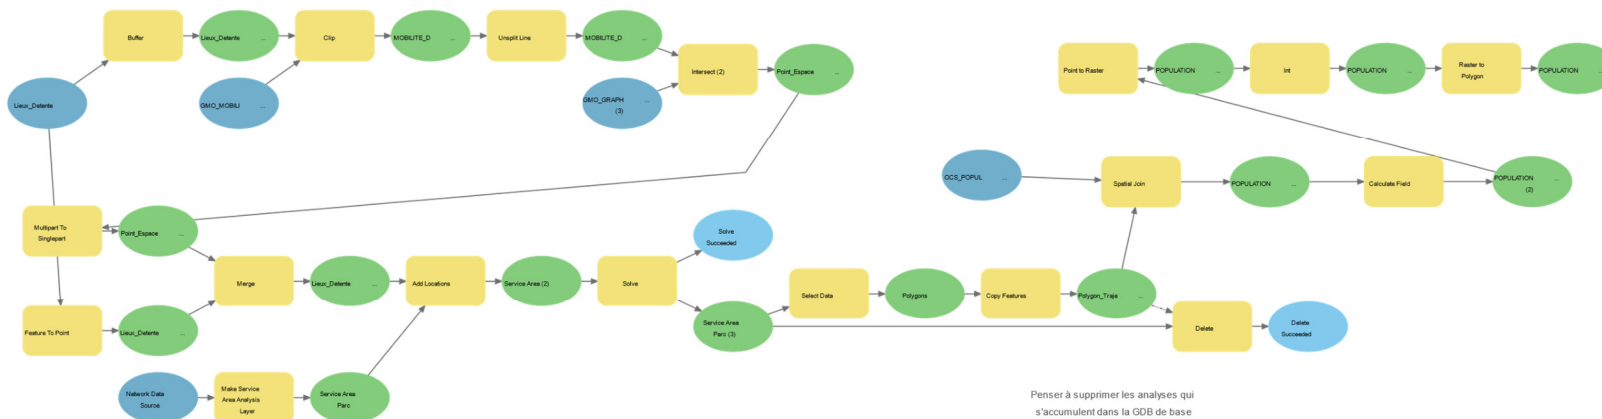 Buffer
Lieux_Detente ...
Clip
MOBILITE_D ...
Unsplit Line
MOBILITE_D ...
Lieux_Detente
GMO_MOBILI ...
GMO_GRAPH ...
(3)
Intersect (2)
Point_Espace ...
Point to Raster
POPULATION ...
Int
POPULATION ...
Raster to
Polygon
POPULATION ...
OCS_POPUL ...
Spatial Join
POPULATION ...
Calculate Field
POPULATION ...
(2)
Multipart To
Singlepart
Point_Espace ...
Merge
Lieux_Detente ...
Add Locations
Service Area (2)
Solve
Solve
Succeeded
Select Data
Polygons
Copy Features
Polygon_Traje ...
Feature To Point
Lieux_Detente ...
Service Area
Parc (3)
Delete
Delete
Succeeded
Network Data
Source
Make Service
Area Analysis
Layer
Service Area
Parc
Penser à supprimer les analyses qui
s'accumulent dans la GDB de base